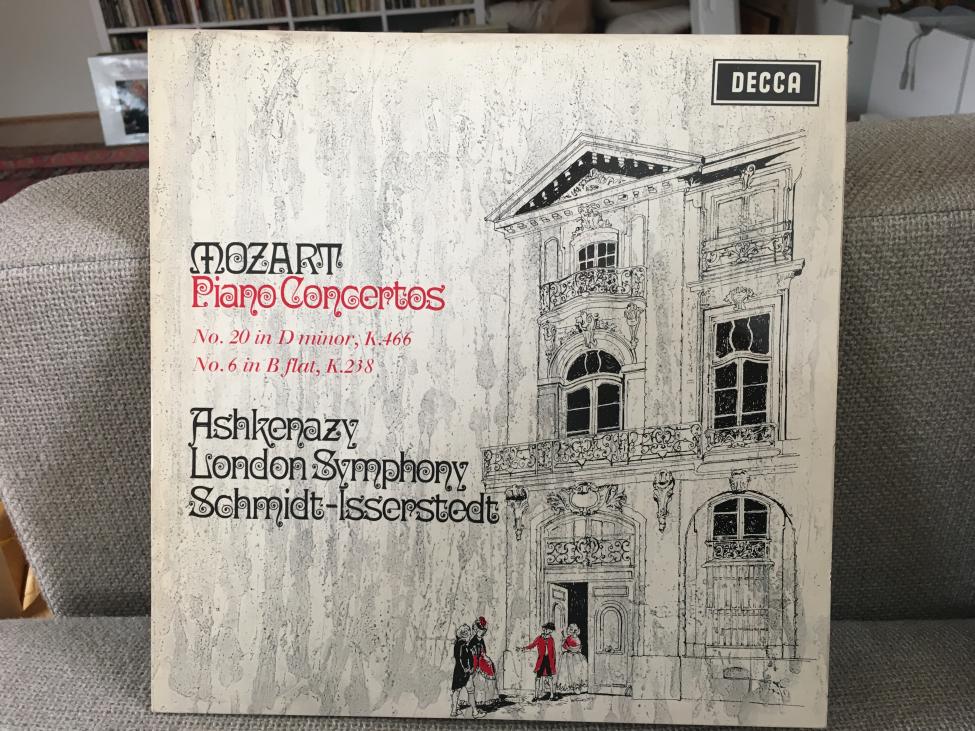 DECCA
MOZART
Piano Concertos
No. 20 in D minor, K.466
No. 6 in B flat, K.238
Ashkenazy
London Symphony
Schmidt-Isserstedt